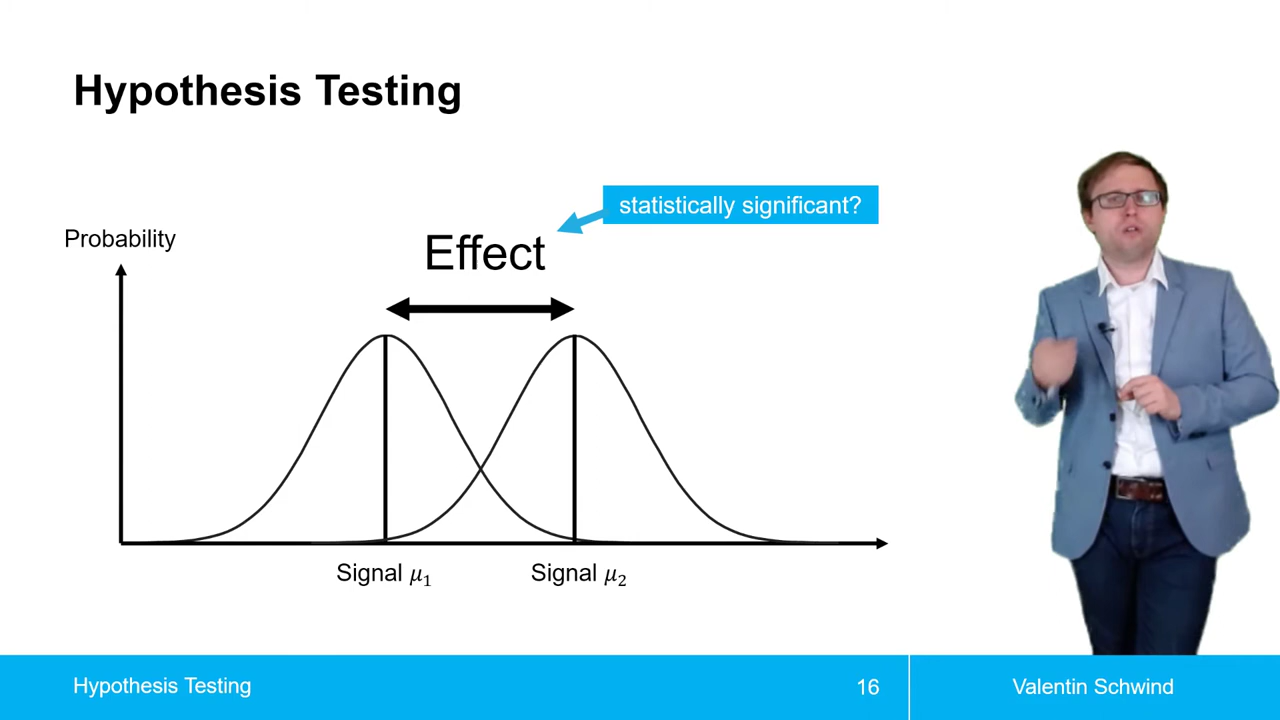 Hypothesis Testing
statistically significant?
Probability
Effect
Signal μ₁
Signal μ₂
Hypothesis Testing
16
Valentin Schwind